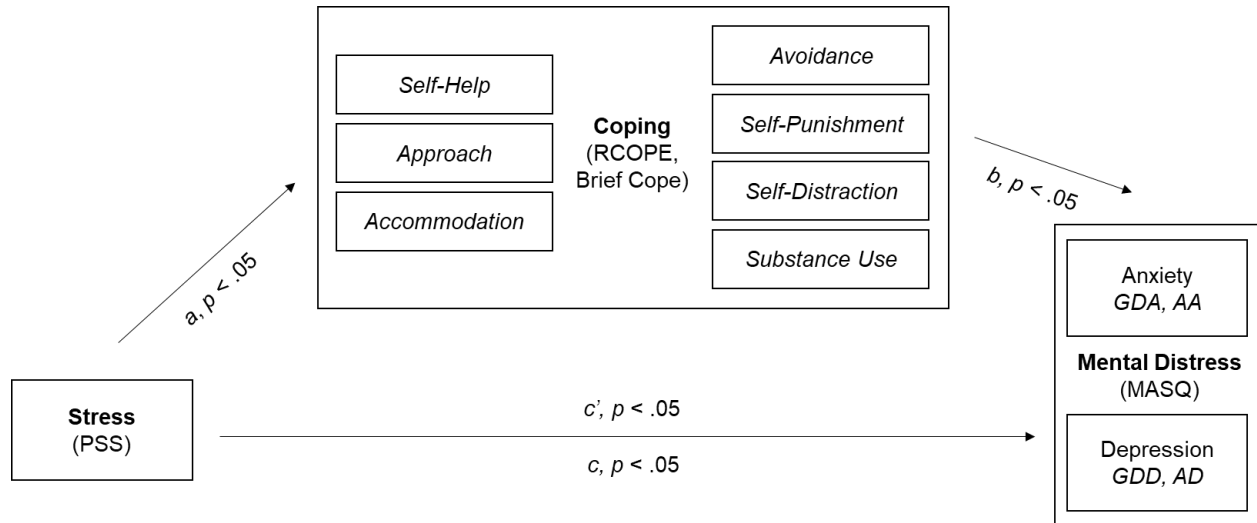 Self-Help
Approach
Accommodation
Coping
(RCOPE,
Brief Cope)
Avoidance
Self-Punishment
Self-Distraction
Substance Use
a, p < .05
b, p < .05
Stress
(PSS)
c’, p < .05
c, p < .05
Anxiety
GDA, AA
Mental Distress
(MASQ)
Depression
GDD, AD